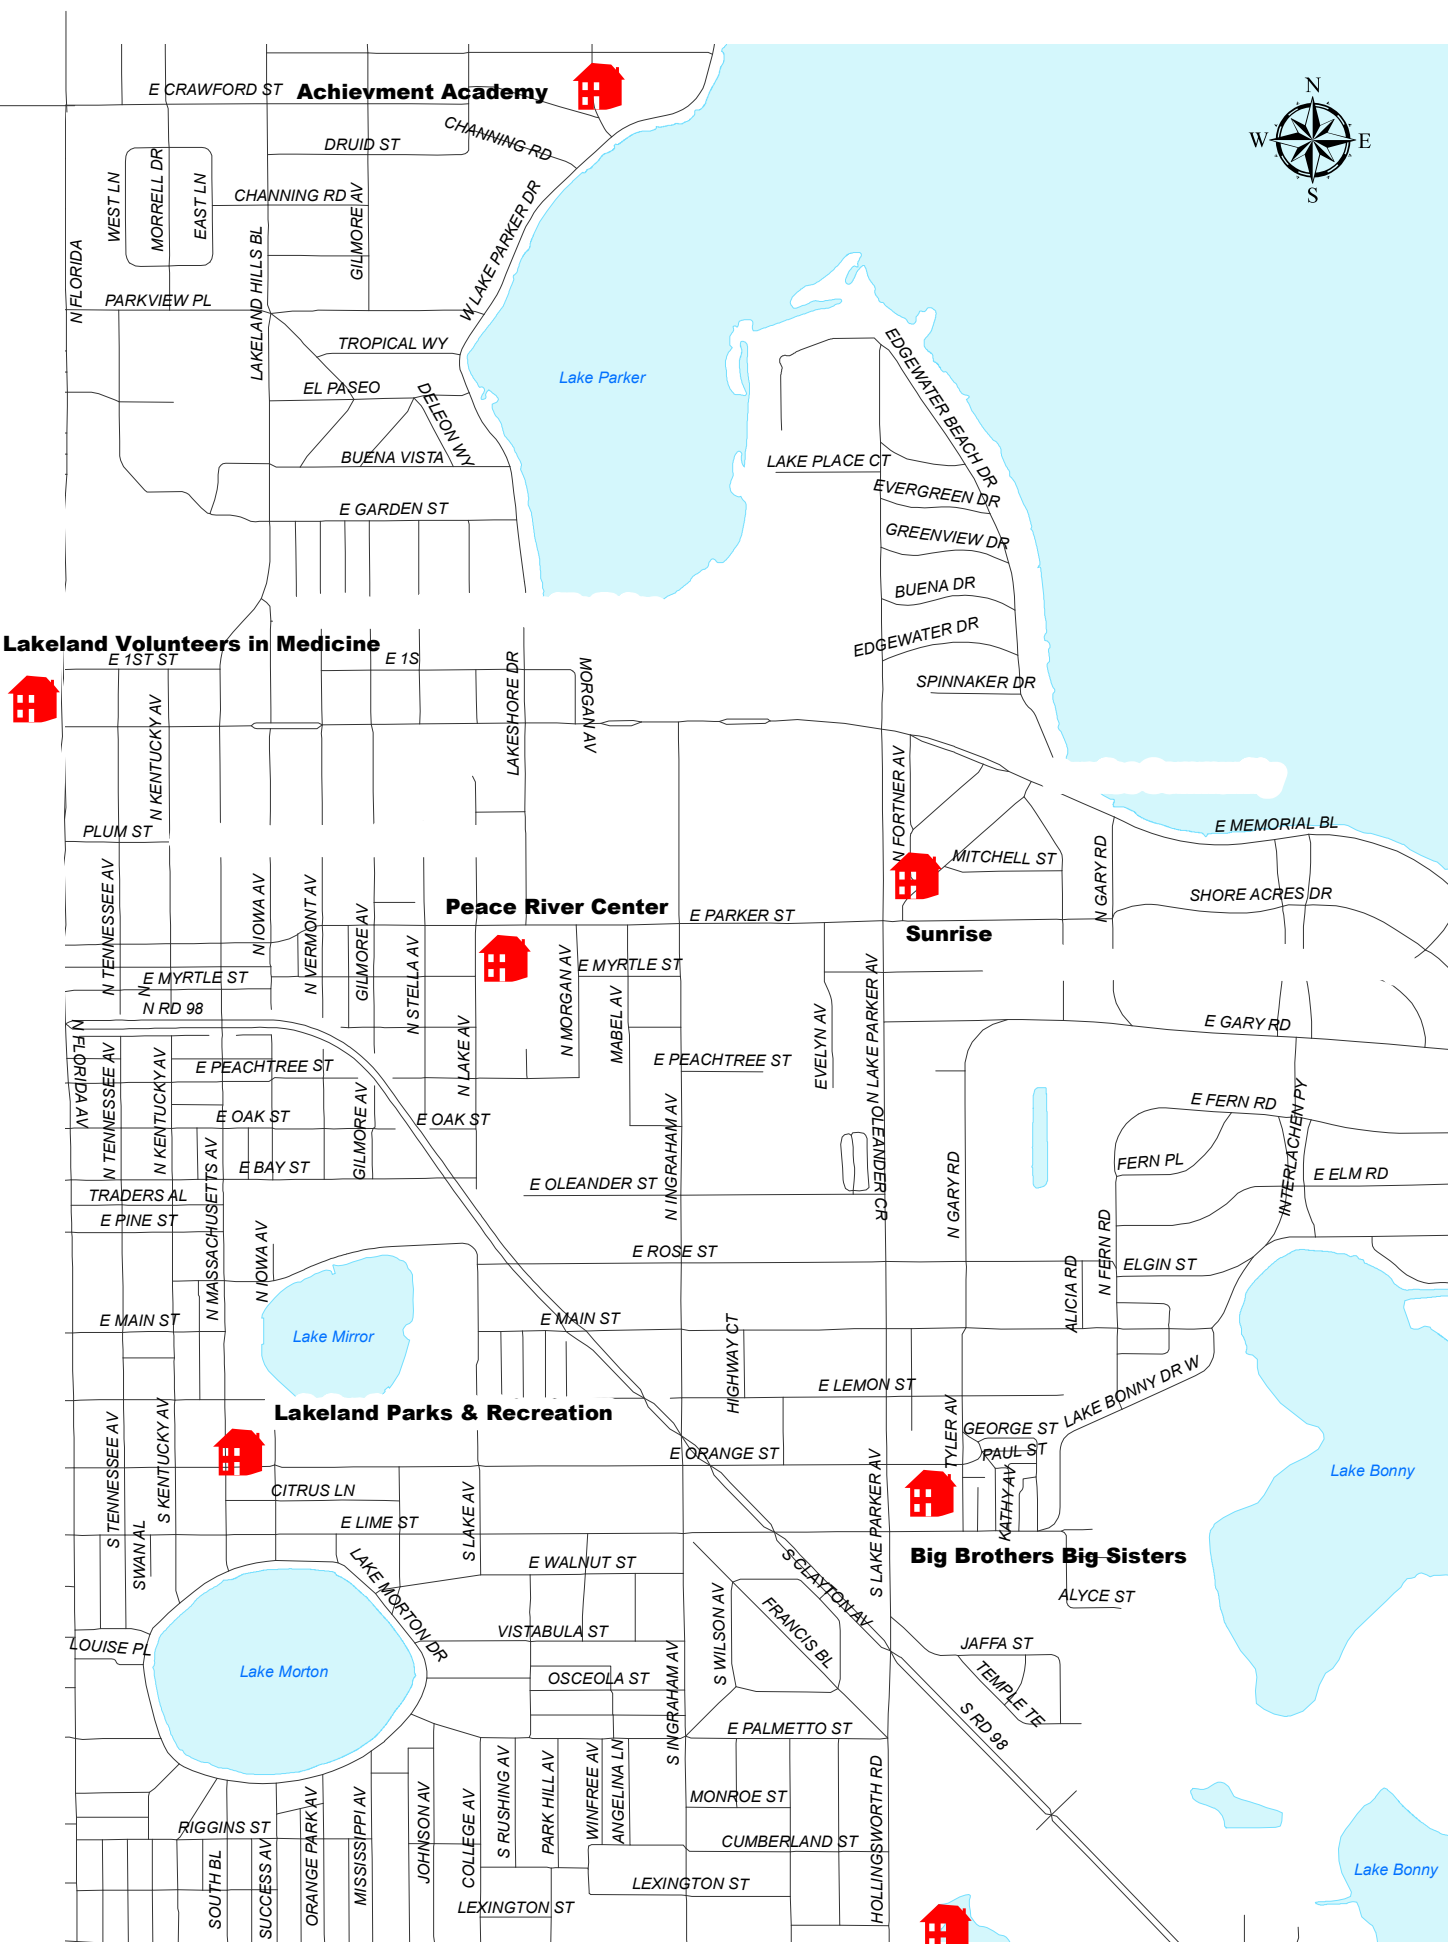 N
W
E
S
E CRAWFORD ST
Achievment Academy
CHANNING RD
DRUID ST
WEST LN
MORRELL DR
EAST LN
CHANNING RD
GILMORE AV
W LAKE PARKER DR
N FLORIDA
LAKELAND HILLS BL
PARKVIEW PL
TROPICAL WY
EL PASEO
DELEON WY
BUENA VISTA
E GARDEN ST
Lake Parker
EDGEWATER BEACH DR
LAKE PLACE CT
EVERGREEN DR
GREENVIEW DR
BUENA DR
EDGEWATER DR
SPINNAKER DR
Lakeland Volunteers in Medicine
E 1ST ST
E 1S
LAKESHORE DR
MORGAN AV
N KENTUCKY AV
N FORTNER AV
PLUM ST
E MEMORIAL BL
MITCHELL ST
N GARY RD
SHORE ACRES DR
N TENNESSEE AV
N IOWA AV
N VERMONT AV
GILMORE AV
N STELLA AV
Peace River Center
E PARKER ST
Sunrise
E MYRTLE ST
N
N RD 98
N MORGAN AV
E MYRTLE ST
MABEL AV
EVELYN AV
N LAKE PARKER AV
E GARY RD
N FLORIDA AV
N TENNESSEE AV
N KENTUCKY AV
E PEACHTREE ST
N LAKE AV
E PEACHTREE ST
E OAK ST
GILMORE AV
E OAK ST
N INGRAHAM AV
N OLEANDER CR
E FERN RD
INTERLACHEN PY
N MASSACHUSETTS AV
E BAY ST
TRADERS AL
E OLEANDER ST
N GARY RD
FERN PL
E ELM RD
E PINE ST
N IOWA AV
E ROSE ST
ALICIA RD
N FERN RD
ELGIN ST
E MAIN ST
Lake Mirror
E MAIN ST
HIGHWAY CT
E LEMON ST
LAKE BONNY DR W
S TENNESSEE AV
S KENTUCKY AV
Lakeland Parks & Recreation
E ORANGE ST
TYLER AV
GEORGE ST
PAUL ST
KATHY AV
Lake Bonny
CITRUS LN
S LAKE AV
S LAKE PARKER AV
SWAN AL
E LIME ST
LAKE MORTON DR
E WALNUT ST
S CLAYTON AV
Big Brothers Big Sisters
ALYCE ST
S WILSON AV
FRANCIS BL
LOUISE PL
VISTABULA ST
JAFFA ST
Lake Morton
OSCEOLA ST
S INGRAHAM AV
TEMPLE TE
S RD 98
E PALMETTO ST
MONROE ST
HOLLINGSWORTH RD
RIGGINS ST
SOUTH BL
SUCCESS AV
ORANGE PARK AV
MISSISSIPPI AV
JOHNSON AV
COLLEGE AV
S RUSHING AV
PARK HILL AV
WINFREE AV
ANGELINA LN
CUMBERLAND ST
LEXINGTON ST
LEXINGTON ST
Lake Bonny